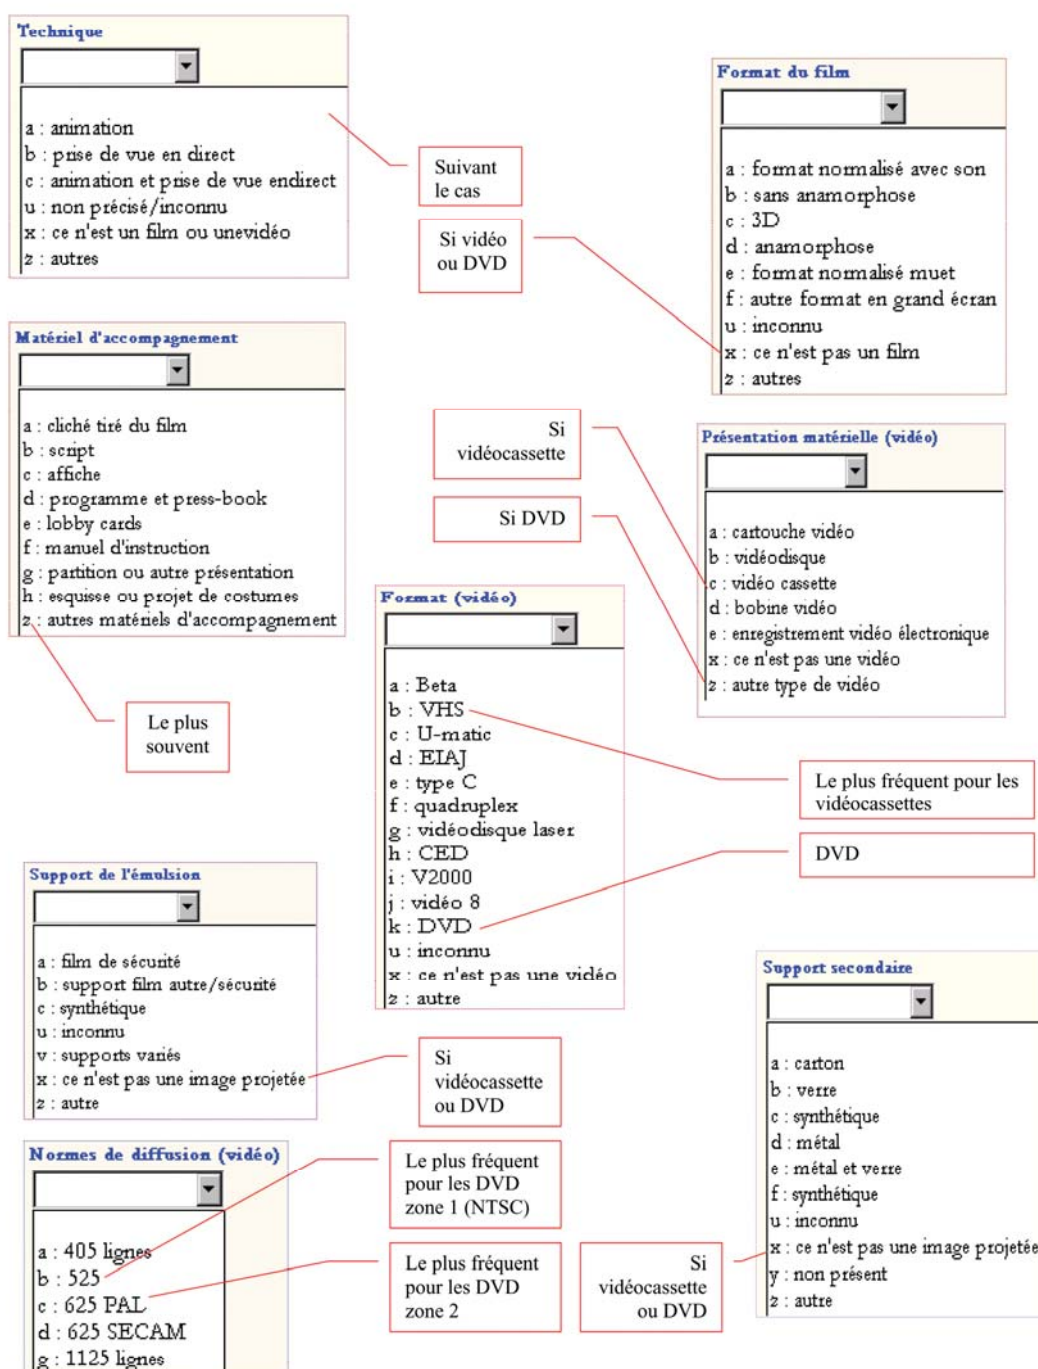 Technique
a : animation
b : prise de vue en direct
c : animation et prise de vue endirect
u : non précisé/inconnu
x : ce n'est un film ou unevidéo
z : autres
Suivant
le cas
Si vidéo
ou DVD
Format du film
a : format normalisé avec son
b : sans anamorphose
c : 3D
d : anamorphose
e : format normalisé muet
f : autre format en grand écran
u : inconnu
x : ce n'est pas un film
z : autres
Matériel d'accompagnement
a : cliché tiré du film
b : script
c : affiche
d : programme et press-book
e : lobby cards
f : manuel d'instruction
g : partition ou autre présentation
h : esquisse ou projet de costumes
z : autres matériels d'accompagnement
Le plus
souvent
Si
vidéocassette
Si DVD
Présentation matérielle (vidéo)
a : cartouche vidéo
b : vidéodisque
c : vidéo cassette
d : bobine vidéo
e : enregistrement vidéo électronique
x : ce n'est pas une vidéo
z : autre type de vidéo
Format (vidéo)
a : Beta
b : VHS
c : U-matic
d : EIAJ
e : type C
f : quadruplex
g : vidéodisque laser
h : CED
i : V2000
j : vidéo 8
k : DVD
u : inconnu
x : ce n'est pas une vidéo
z : autre
Le plus fréquent pour les
vidéocassettes
DVD
Support de l'émulsion
a : film de sécurité
b : support film autre/sécurité
c : synthétique
u : inconnu
v : supports variés
x : ce n'est pas une image projetée
z : autre
Si
vidéocassette
ou DVD
Support secondaire
a : carton
b : verre
c : synthétique
d : métal
e : métal et verre
f : synthétique
u : inconnu
x : ce n'est pas une image projetée
y : non présent
z : autre
Si
vidéocassette
ou DVD
Normes de diffusion (vidéo)
a : 405 lignes
b : 525
c : 625 PAL
d : 625 SECAM
g : 1125 lignes
Le plus fréquent
pour les DVD
zone 1 (NTSC)
Le plus fréquent
pour les DVD
zone 2